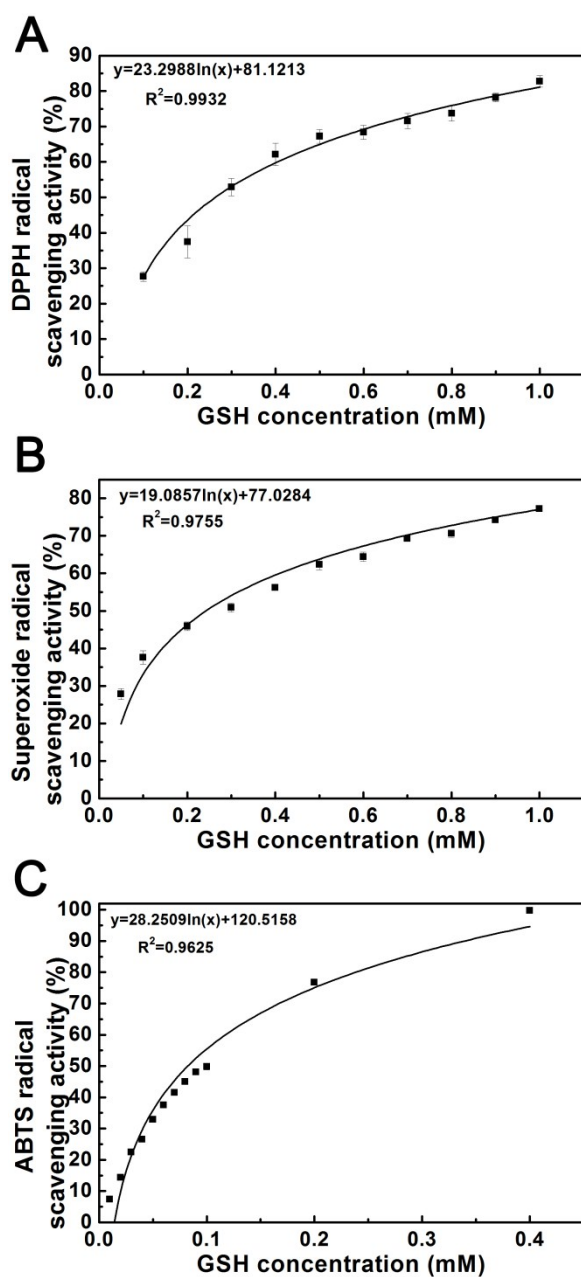 A
DPPH radical
scavenging activity (%)
y=23.2988ln(x)+81.1213
R²=0.9932
90
80
70
60
50
40
30
20
10
0
0.0 0.2 0.4 0.6 0.8 1.0
GSH concentration (mM)
B
Superoxide radical
scavenging activity (%)
y=19.0857ln(x)+77.0284
R²=0.9755
80
70
60
50
40
30
20
10
0
0.0 0.2 0.4 0.6 0.8 1.0
GSH concentration (mM)
C
ABTS radical
scavenging activity (%)
y=28.2509ln(x)+120.5158
R²=0.9625
100
90
80
70
60
50
40
30
20
10
0
0.0 0.1 0.2 0.3 0.4
GSH concentration (mM)